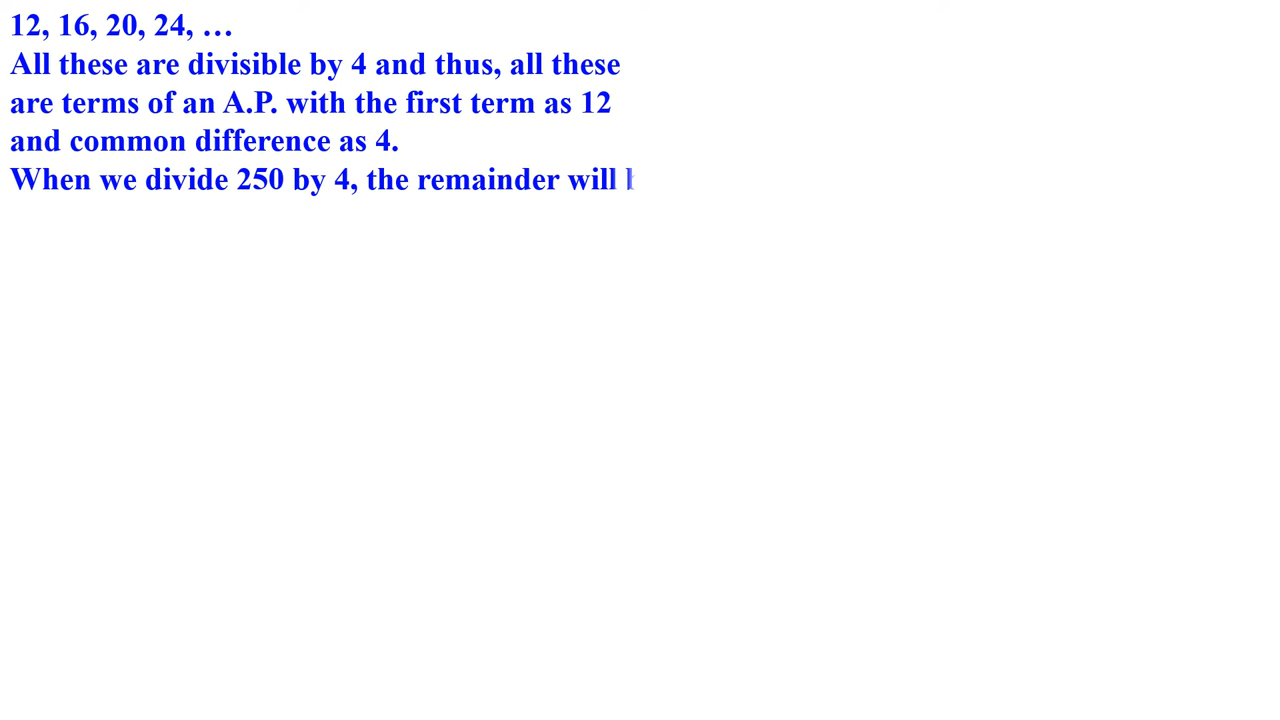 12, 16, 20, 24, …
All these are divisible by 4 and thus, all these
are terms of an A.P. with the first term as 12
and common difference as 4.
When we divide 250 by 4, the remainder will